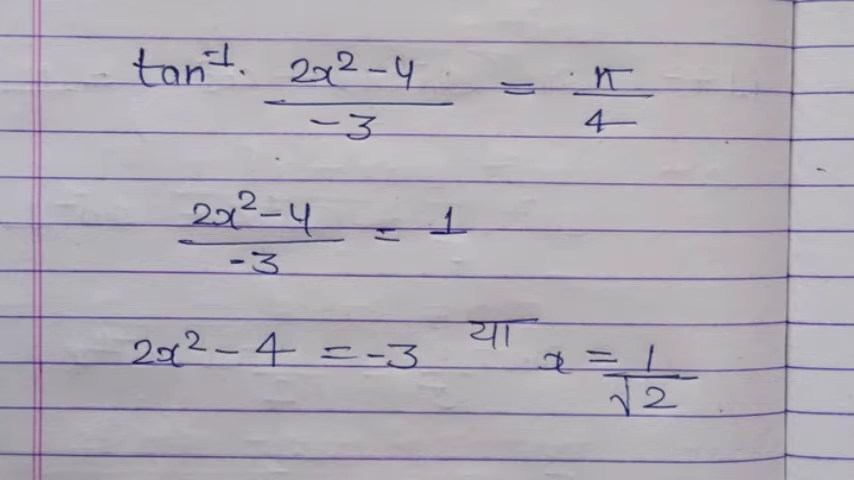 tan⁻¹. (2x² - 4)/(-3) = π/4
(2x² - 4)/(-3) = 1
2x² - 4 = -3 या x = 1/√2